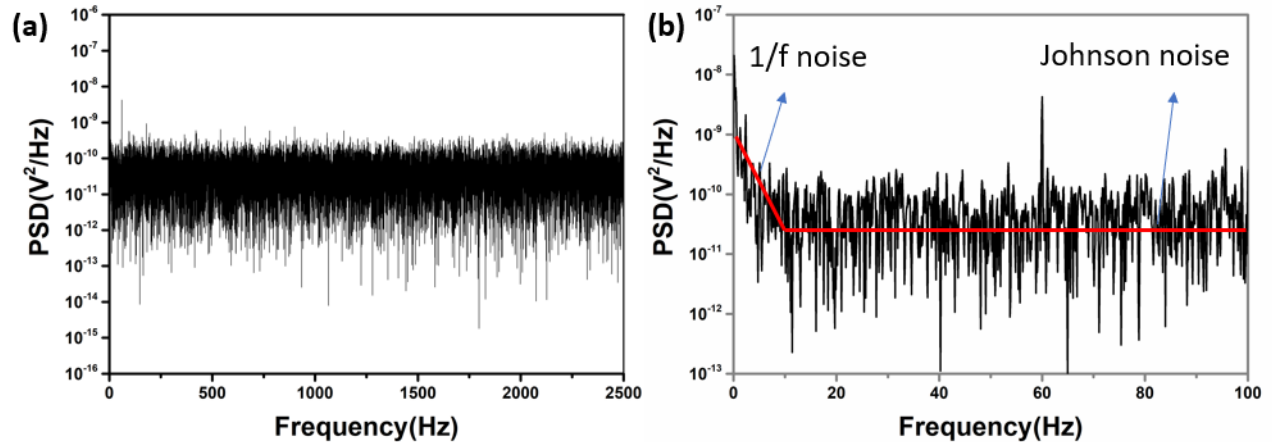 (a)
10⁻⁶
10⁻⁷
10⁻⁸
10⁻⁹
10⁻¹⁰
10⁻¹¹
10⁻¹²
10⁻¹³
10⁻¹⁴
10⁻¹⁵
10⁻¹⁶
PSD(V²/Hz)
0 500 1000 1500 2000 2500
Frequency(Hz)
(b)
10⁻⁷
10⁻⁸
10⁻⁹
10⁻¹⁰
10⁻¹¹
10⁻¹²
10⁻¹³
PSD(V²/Hz)
1/f noise
Johnson noise
0 20 40 60 80 100
Frequency(Hz)